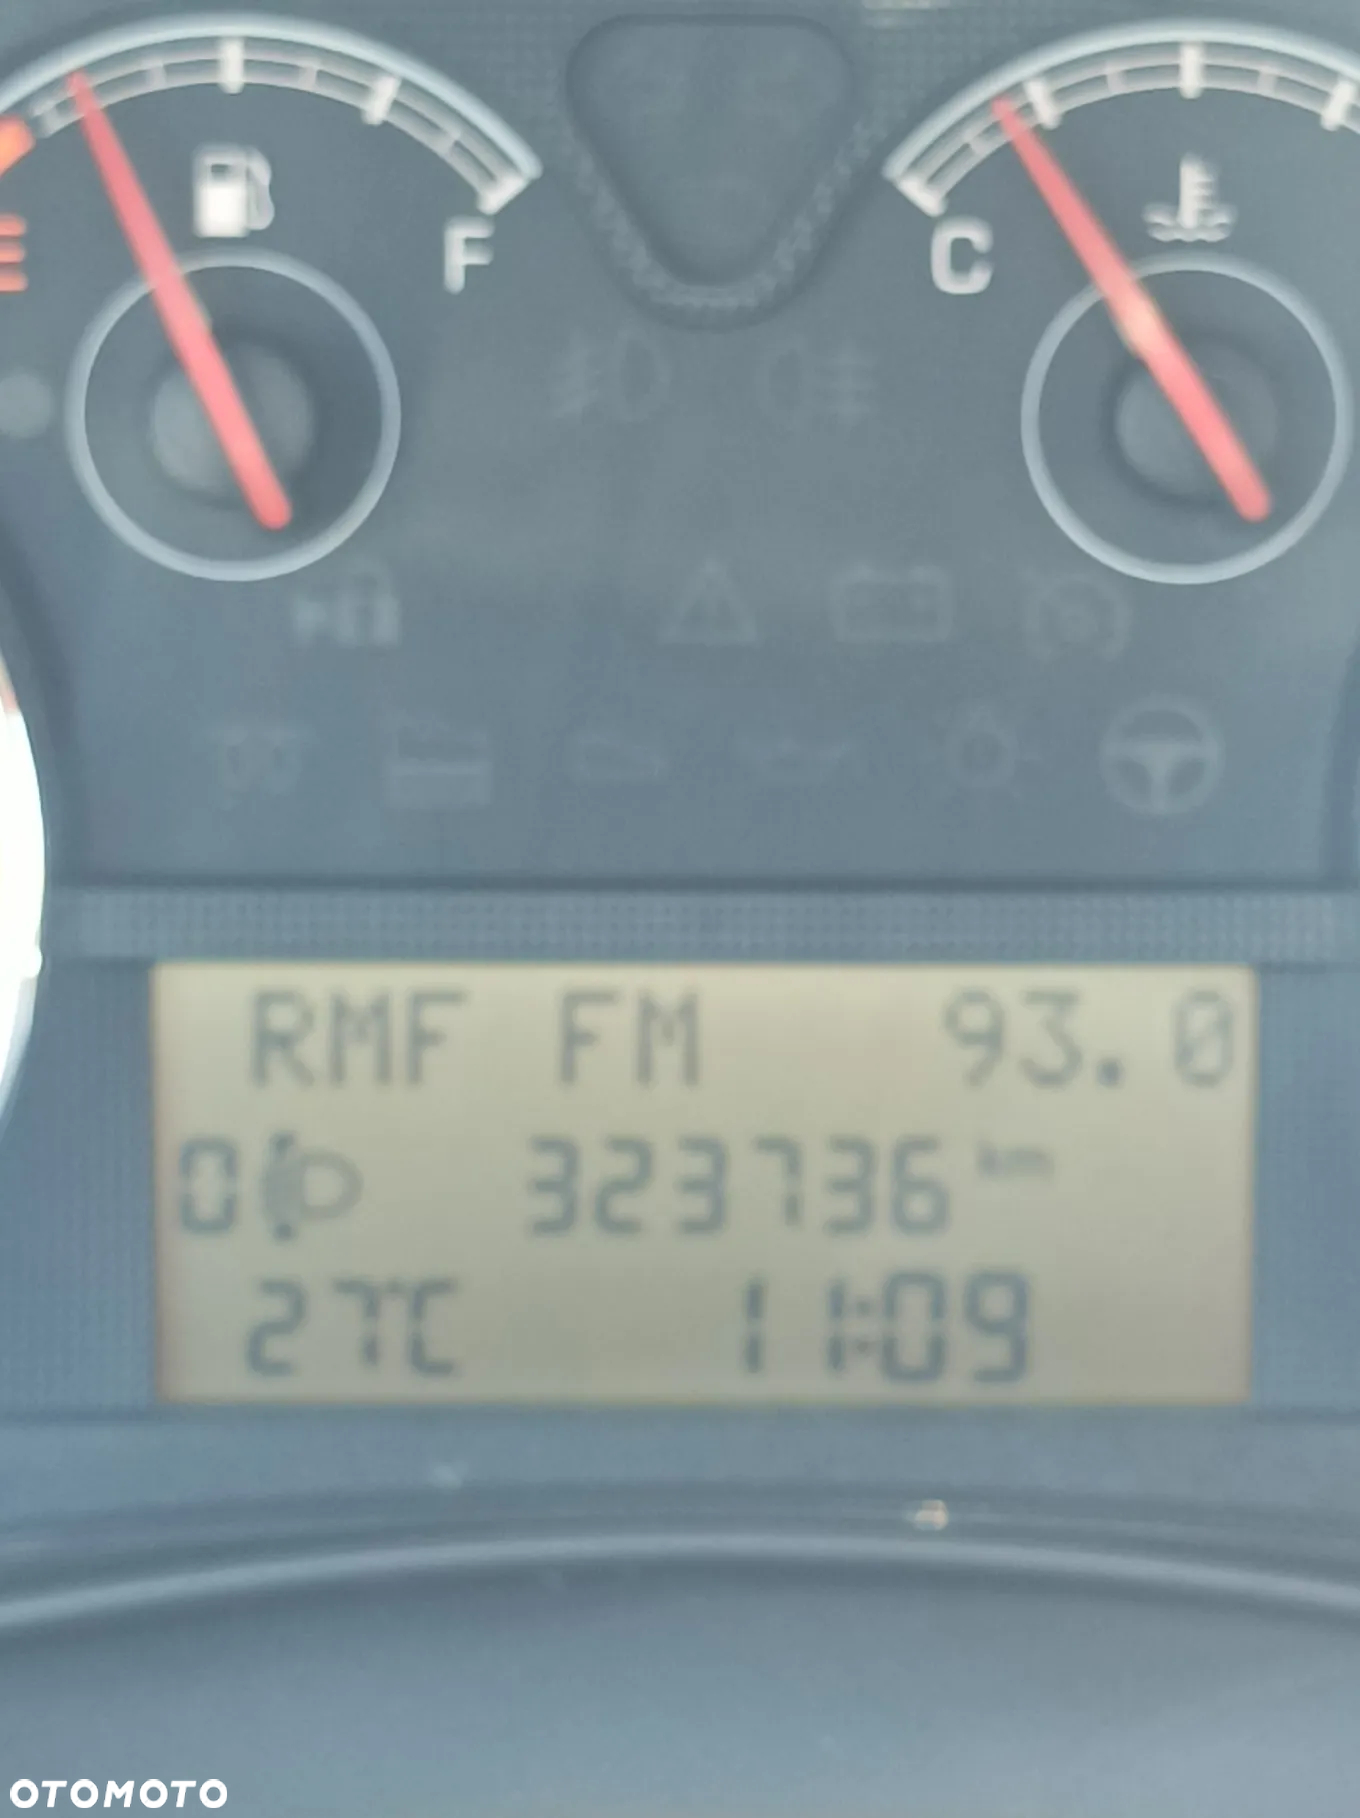 E F C
RMF FM 93.0
0 323736 km
27°C 11:09
OTOMOTO